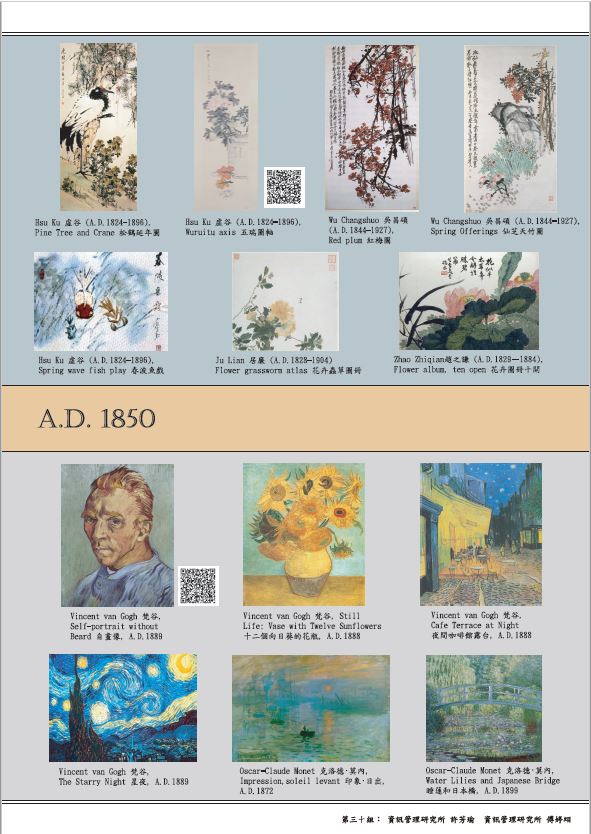 Hsu Ku 虛谷 (A.D.1824-1896),
Pine Tree and Crane 松鶴延年圖
Hsu Ku 虛谷 (A.D.1824-1896),
Wuruitu axis 五瑞圖軸
Wu Changshuo 吳昌碩
(A.D.1844-1927),
Red plum 紅梅圖
Wu Changshuo 吳昌碩 (A.D.1844-1927),
Spring Offerings 仙芝天竹圖
Hsu Ku 虛谷 (A.D.1824-1896),
Spring wave fish play 春波魚戲
Ju Lian 居廉 (A.D.1828-1904)
Flower grassworm atlas 花卉蟲草圖冊
Zhao Zhiqian趙之謙 (A.D.1829-1884),
Flower album, ten open 花卉圖冊十開
A.D. 1850
Vincent van Gogh 梵谷,
Self-portrait without
Beard 自畫像, A.D.1889
Vincent van Gogh 梵谷, Still
Life: Vase with Twelve Sunflowers
十二個向日葵的花瓶, A.D.1888
Vincent van Gogh 梵谷,
Cafe Terrace at Night
夜間咖啡館露台, A.D.1888
Vincent van Gogh 梵谷,
The Starry Night 星夜, A.D.1889
Oscar-Claude Monet 克洛德·莫內,
Impression,soleil levant 印象·日出,
A.D.1872
Oscar-Claude Monet 克洛德·莫內,
Water Lilies and Japanese Bridge
睡蓮和日本橋, A.D.1899
第三十組： 資訊管理研究所 許芳瑜 資訊管理研究所 傅婷頌